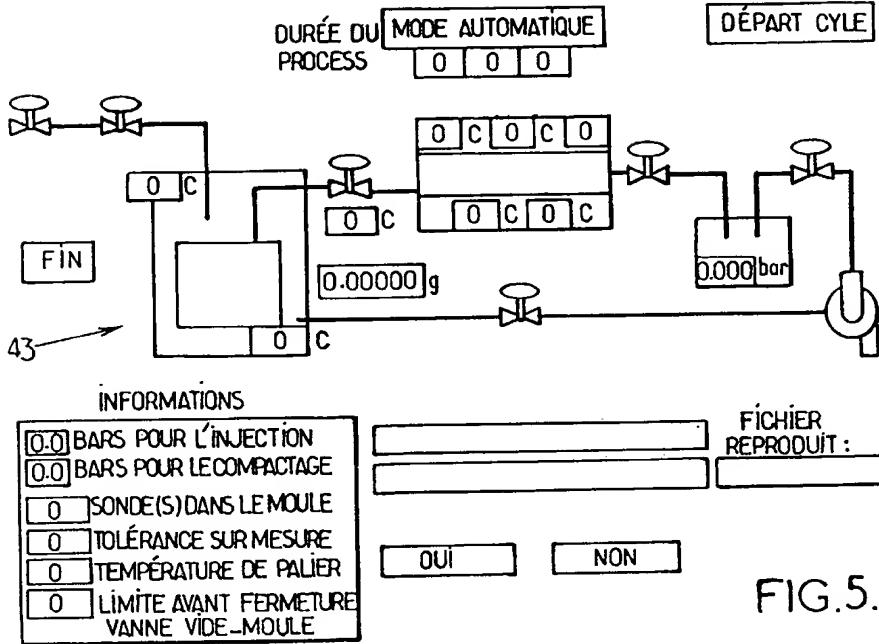 DURÉE DU PROCESS
MODE AUTOMATIQUE
0 0 0
DÉPART CYLE
0 C 0 C 0
0 C
0 C
0 C 0 C
FIN
0.00000 g
0.000 bar
0 C
43
INFORMATIONS
0.0 BARS POUR L'INJECTION
0.0 BARS POUR LE COMPACTAGE
0 SONDE(S) DANS LE MOULE
0 TOLÉRANCE SUR MESURE
0 TEMPÉRATURE DE PALIER
0 LIMITE AVANT FERMETURE
VANNE VIDE-MOULE
FICHIER
REPRODUIT :
OUI
NON
FIG.5.